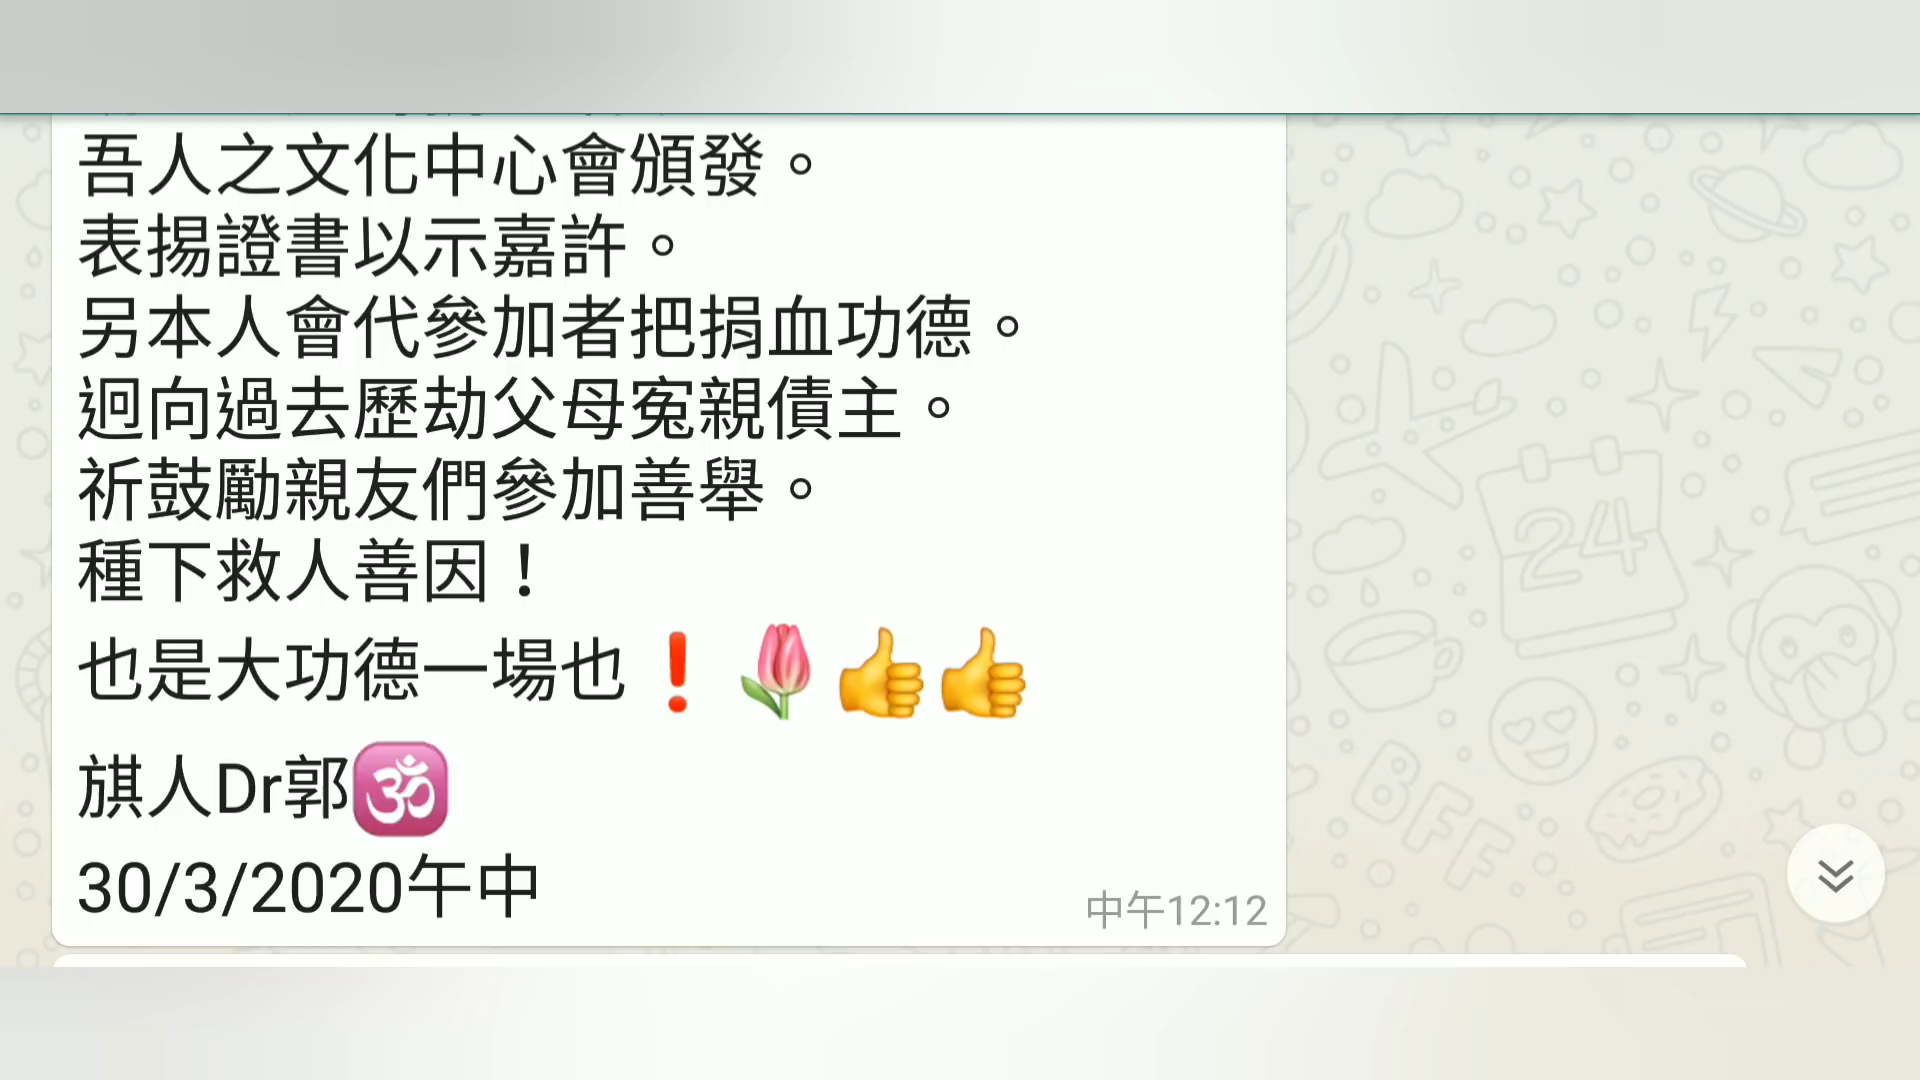 吾人之文化中心會頒發。
表揚證書以示嘉許。
另本人會代參加者把捐血功德。
迴向過去歷劫父母寃親債主。
祈鼓勵親友們參加善舉。
種下救人善因！
也是大功德一場也❗🌷👍👍
旗人Dr郭🕉
30/3/2020午中
中午12:12